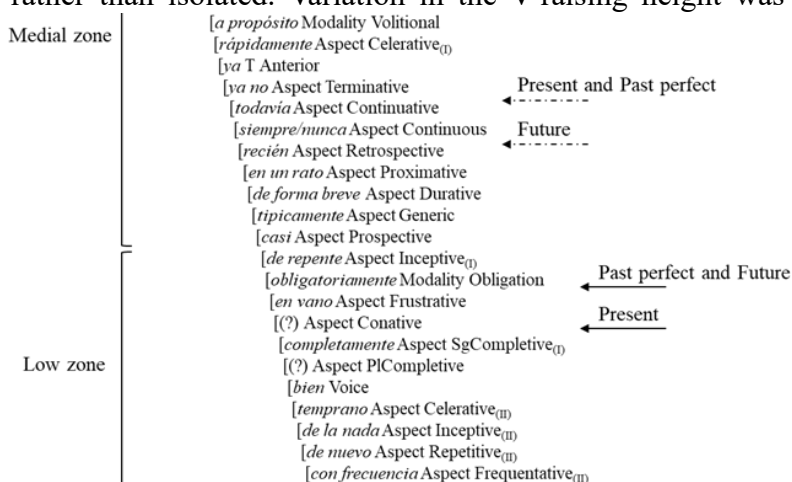 rather than isolated. Variation in the V-raising height was
Medial zone
[a propósito Modality Volitional
[rápidamente Aspect Celerative(I)
[ya T Anterior
[ya no Aspect Terminative
Present and Past perfect
[todavía Aspect Continuative
[siempre/nunca Aspect Continuous
Future
[recién Aspect Retrospective
[en un rato Aspect Proximative
[de forma breve Aspect Durative
[tipicamente Aspect Generic
[casi Aspect Prospective
[de repente Aspect Inceptive(I)
[obligatoriamente Modality Obligation
Past perfect and Future
[en vano Aspect Frustrative
[(?) Aspect Conative
Present
[completamente Aspect SgCompletive(I)
Low zone
[(?) Aspect PlCompletive
[bien Voice
[temprano Aspect Celerative(II)
[de la nada Aspect Inceptive(II)
[de nuevo Aspect Repetitive(II)
[con frecuencia Aspect Frequentative(II)